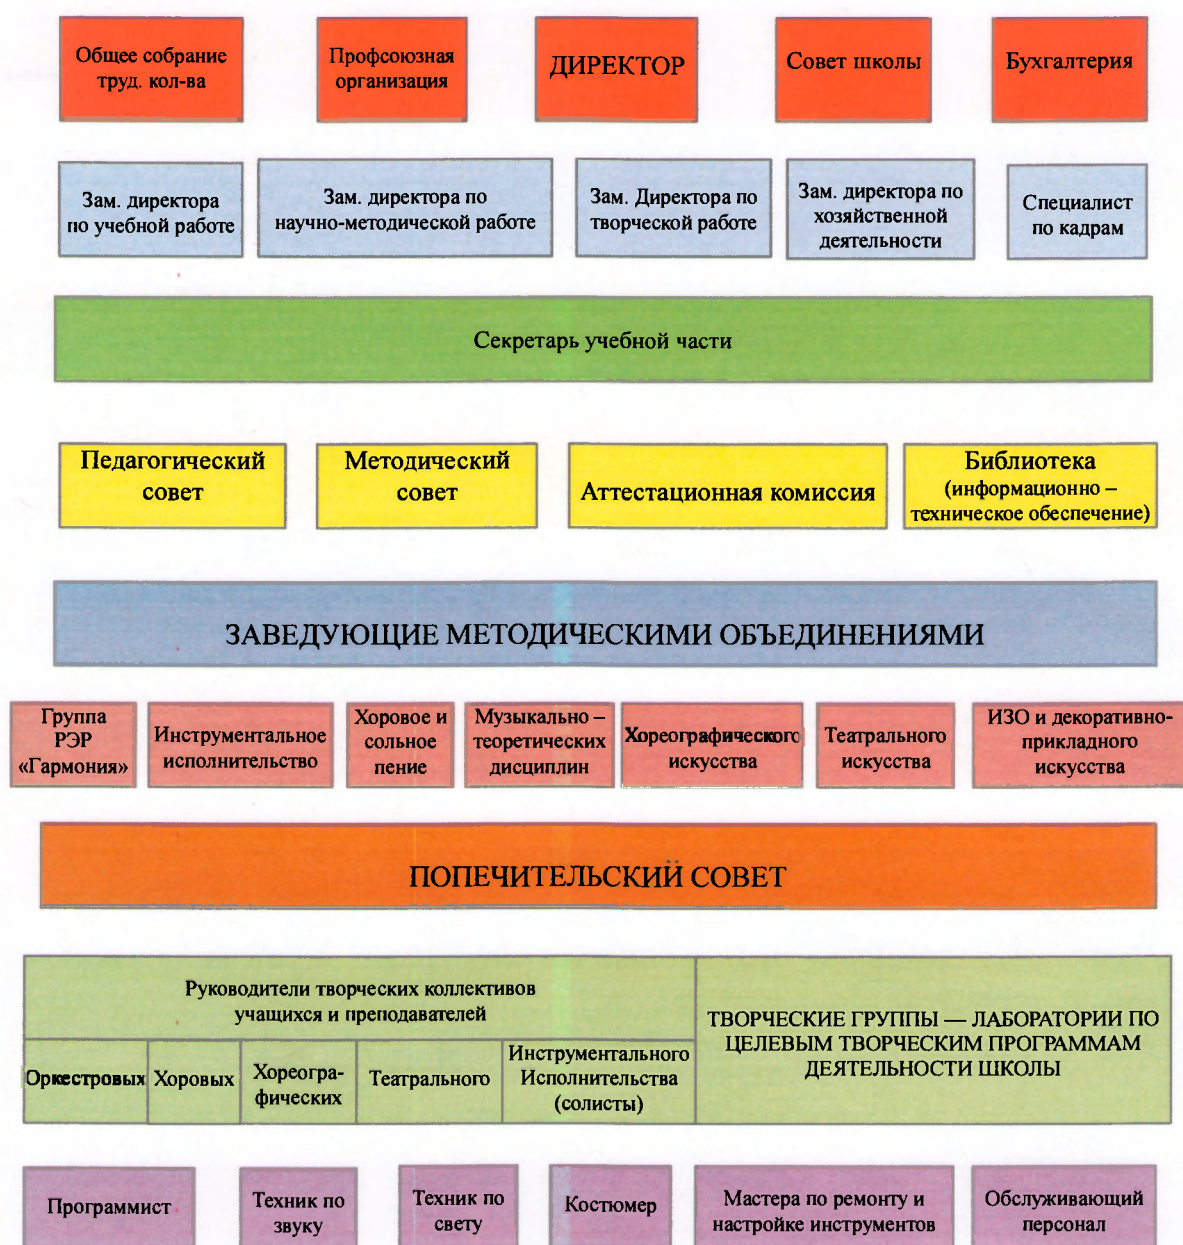 Общее собрание
труд. кол-ва
Профсоюзная
организация
ДИРЕКТОР
Совет школы
Бухгалтерия
Зам. директора
по учебной работе
Зам. директора по
научно-методической работе
Зам. Директора по
творческой работе
Зам. директора по
хозяйственной
деятельности
Специалист
по кадрам
Секретарь учебной части
Педагогический
совет
Методический
совет
Аттестационная комиссия
Библиотека
(информационно –
техническое обеспечение)
ЗАВЕДУЮЩИЕ МЕТОДИЧЕСКИМИ ОБЪЕДИНЕНИЯМИ
Группа
РЭР
«Гармония»
Инструментальное
исполнительство
Хоровое и
сольное
пение
Музыкально –
теоретических
дисциплин
Хореографического
искусства
Театрального
искусства
ИЗО и декоративно-
прикладного
искусства
ПОПЕЧИТЕЛЬСКИЙ СОВЕТ
Руководители творческих коллективов
учащихся и преподавателей
Оркестровых
Хоровых
Хореогра-
фических
Театрального
Инструментального
Исполнительства
(солисты)
ТВОРЧЕСКИЕ ГРУППЫ — ЛАБОРАТОРИИ ПО
ЦЕЛЕВЫМ ТВОРЧЕСКИМ ПРОГРАММАМ
ДЕЯТЕЛЬНОСТИ ШКОЛЫ
Программист
Техник по
звуку
Техник по
свету
Костюмер
Мастера по ремонту и
настройке инструментов
Обслуживающий
персонал